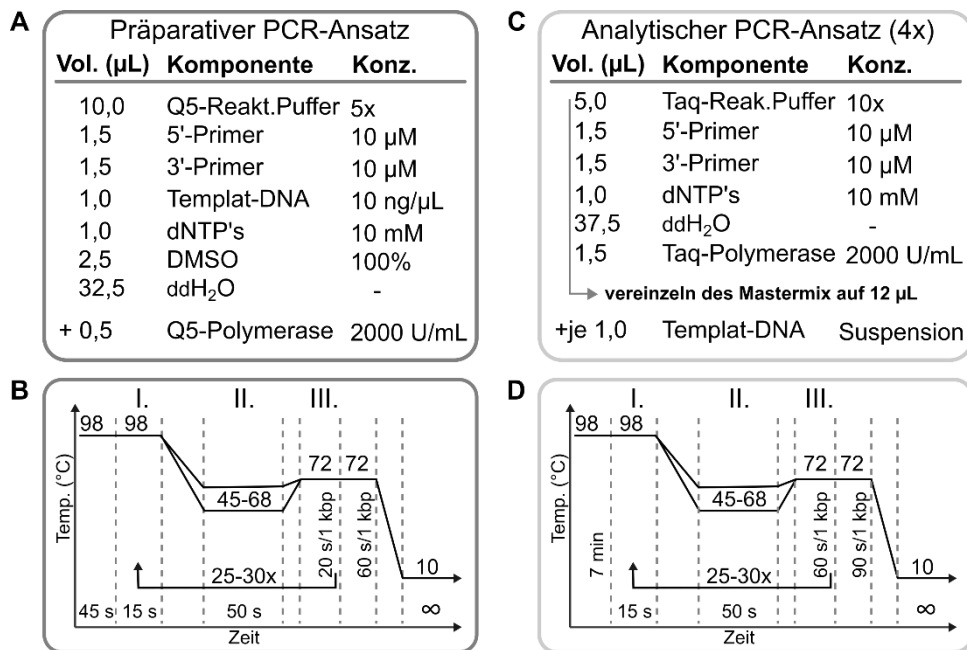 A
Präparativer PCR-Ansatz
Vol. (µL) Komponente Konz.
10,0 Q5-Reakt.Puffer 5x
1,5 5'-Primer 10 µM
1,5 3'-Primer 10 µM
1,0 Templat-DNA 10 ng/µL
1,0 dNTP's 10 mM
2,5 DMSO 100%
32,5 ddH₂O -
+ 0,5 Q5-Polymerase 2000 U/mL
C
Analytischer PCR-Ansatz (4x)
Vol. (µL) Komponente Konz.
5,0 Taq-Reak.Puffer 10x
1,5 5'-Primer 10 µM
1,5 3'-Primer 10 µM
1,0 dNTP's 10 mM
37,5 ddH₂O -
1,5 Taq-Polymerase 2000 U/mL
vereinzeln des Mastermix auf 12 µL
+je 1,0 Templat-DNA Suspension
B
I. II. III.
98 98
72 72
45-68
Temp. (°C)
20 s/1 kbp
60 s/1 kbp
25-30x
10
45 s 15 s 50 s ∞
Zeit
D
I. II. III.
98 98
72 72
45-68
Temp. (°C)
7 min
60 s/1 kbp
90 s/1 kbp
25-30x
10
15 s 50 s ∞
Zeit